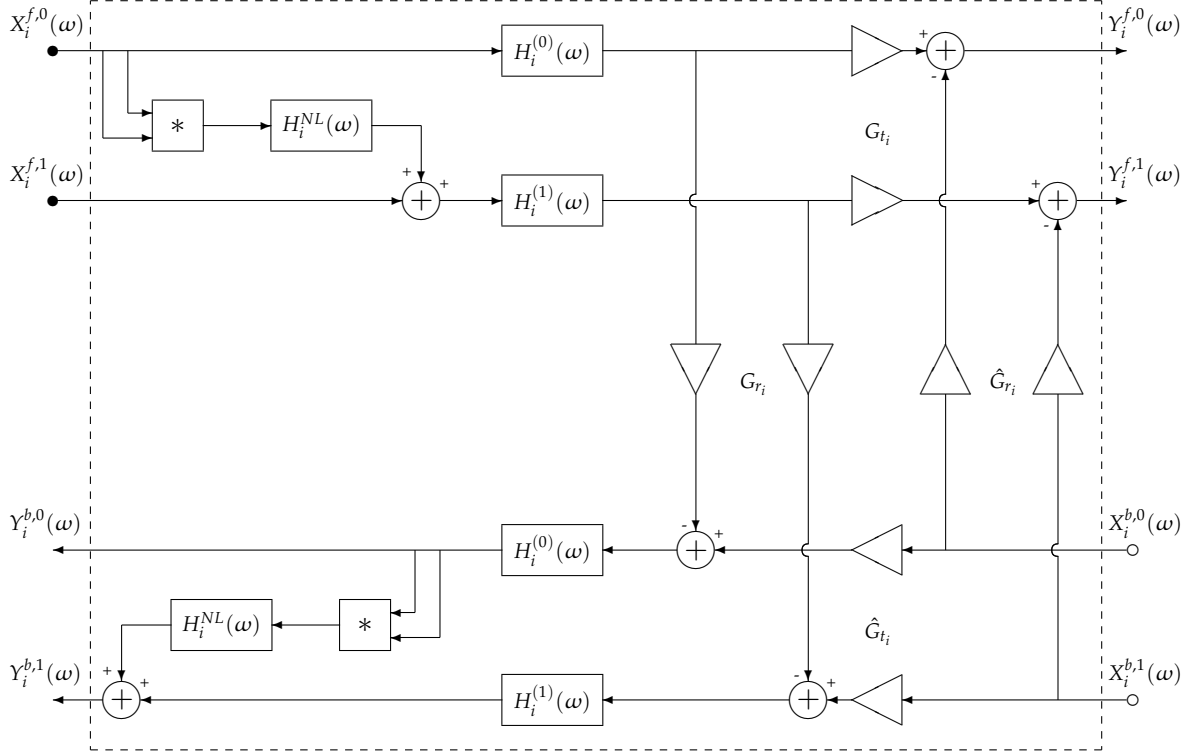 X_i^{f,0}(ω)
Y_i^{f,0}(ω)
H_i^{(0)}(ω)
+
-
*
H_i^{NL}(ω)
G_{t_i}
X_i^{f,1}(ω)
Y_i^{f,1}(ω)
+
+
H_i^{(1)}(ω)
+
-
G_{r_i}
Ĝ_{r_i}
Y_i^{b,0}(ω)
X_i^{b,0}(ω)
H_i^{(0)}(ω)
-
+
H_i^{NL}(ω)
*
Ĝ_{t_i}
Y_i^{b,1}(ω)
X_i^{b,1}(ω)
+
+
H_i^{(1)}(ω)
-
+